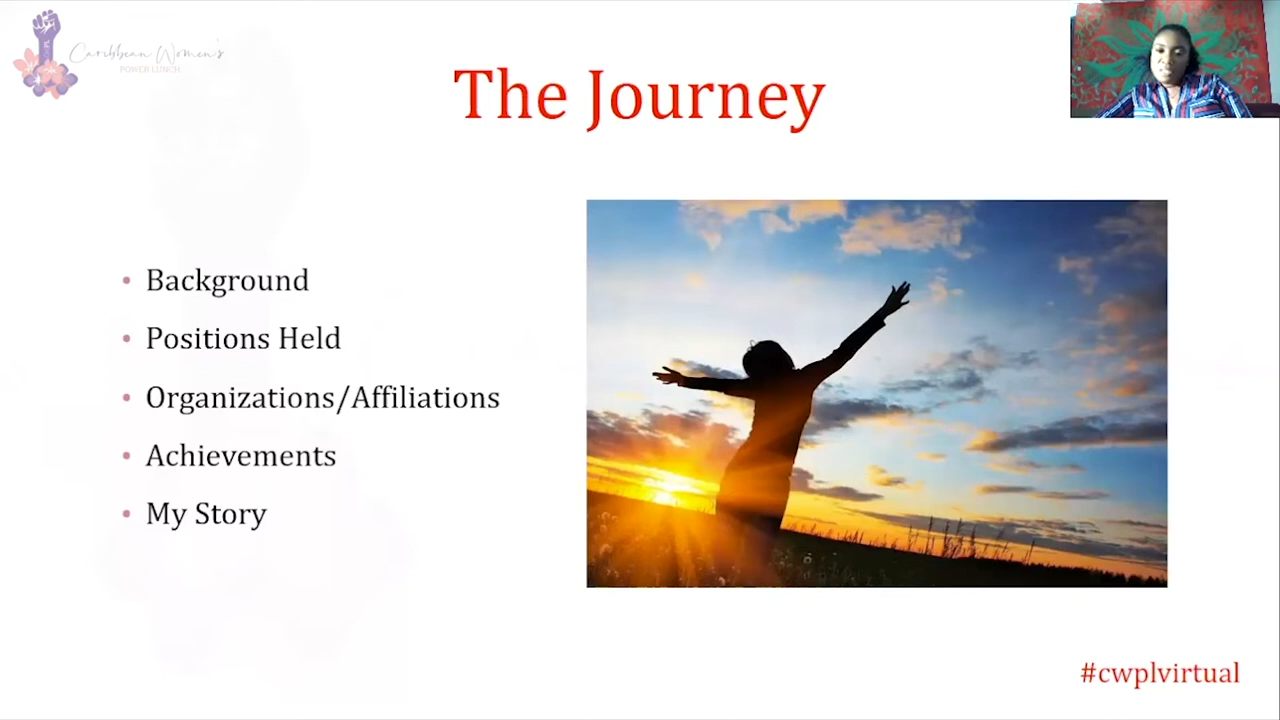 Caribbean Women's
POWER LUNCH
The Journey
• Background
• Positions Held
• Organizations/Affiliations
• Achievements
• My Story
#cwplvirtual